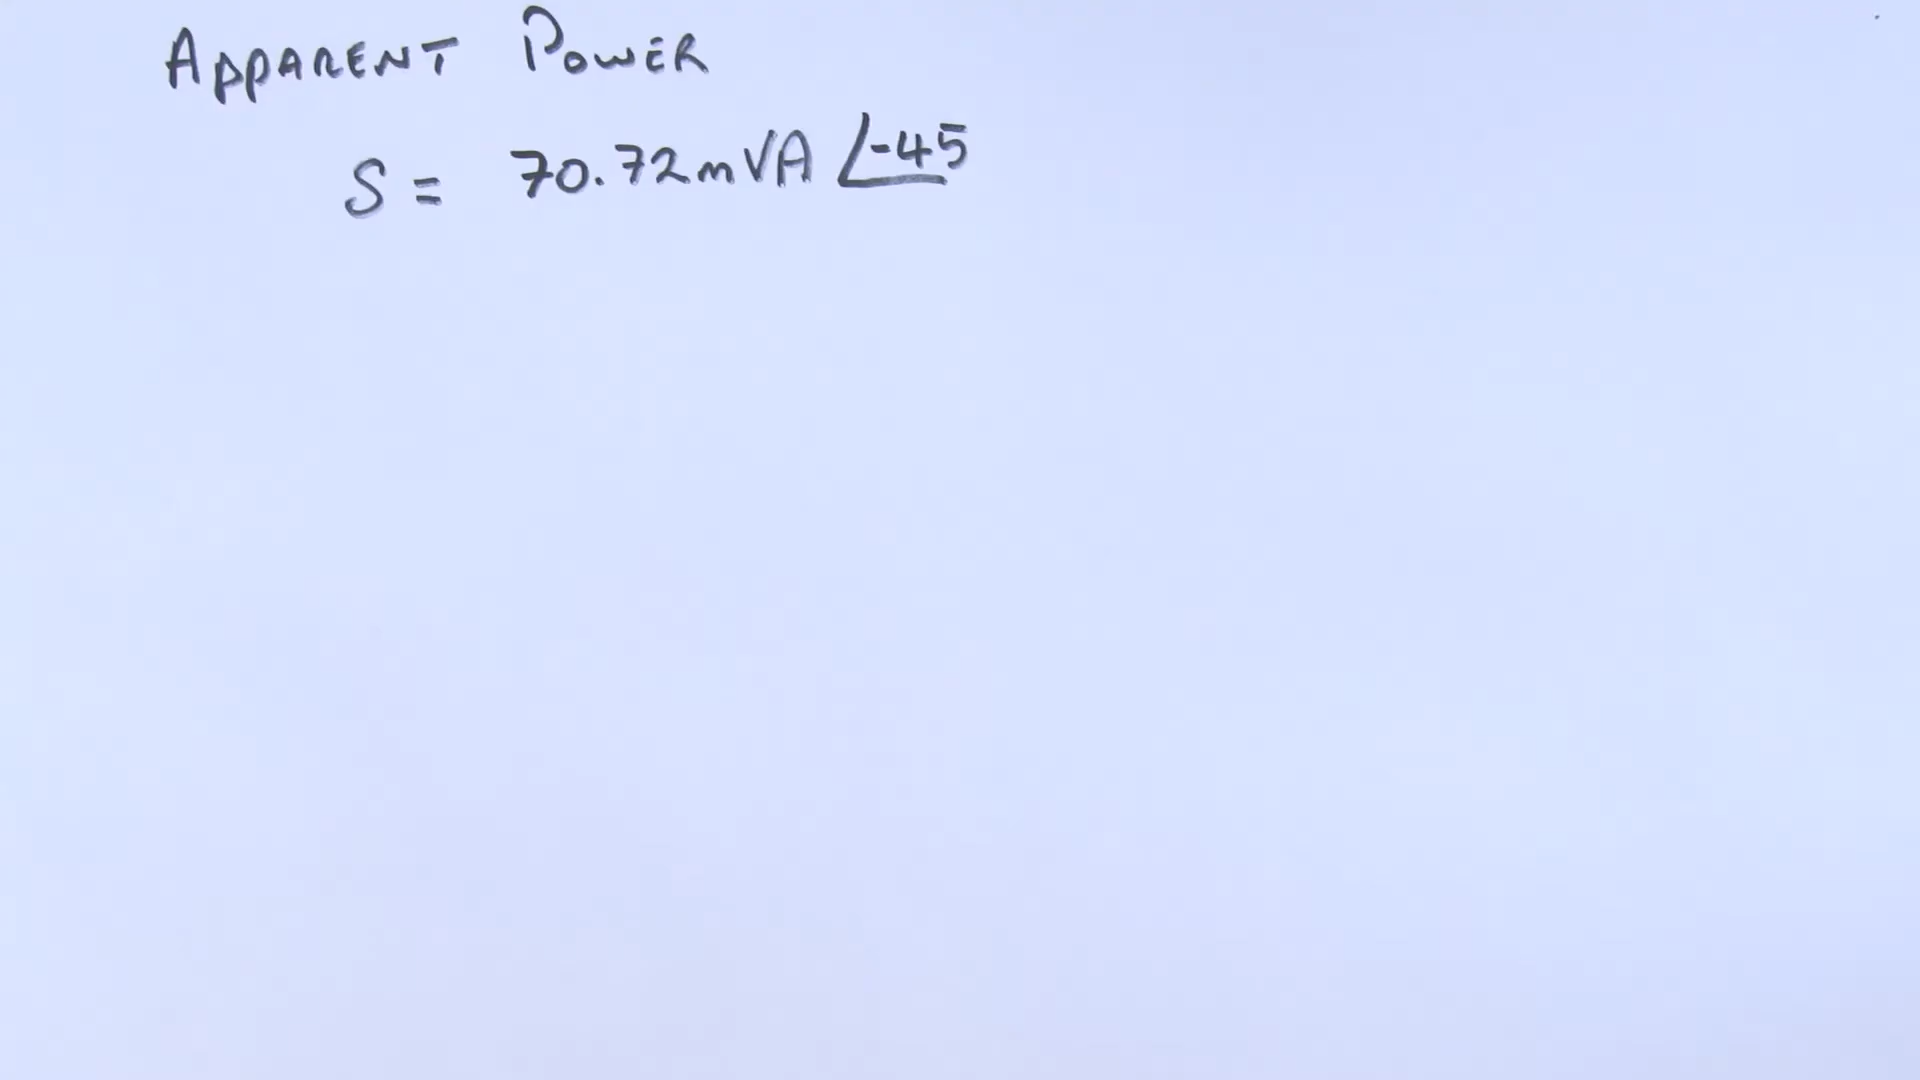 APPARENT POWER
S = 70.72mVA ∠-45